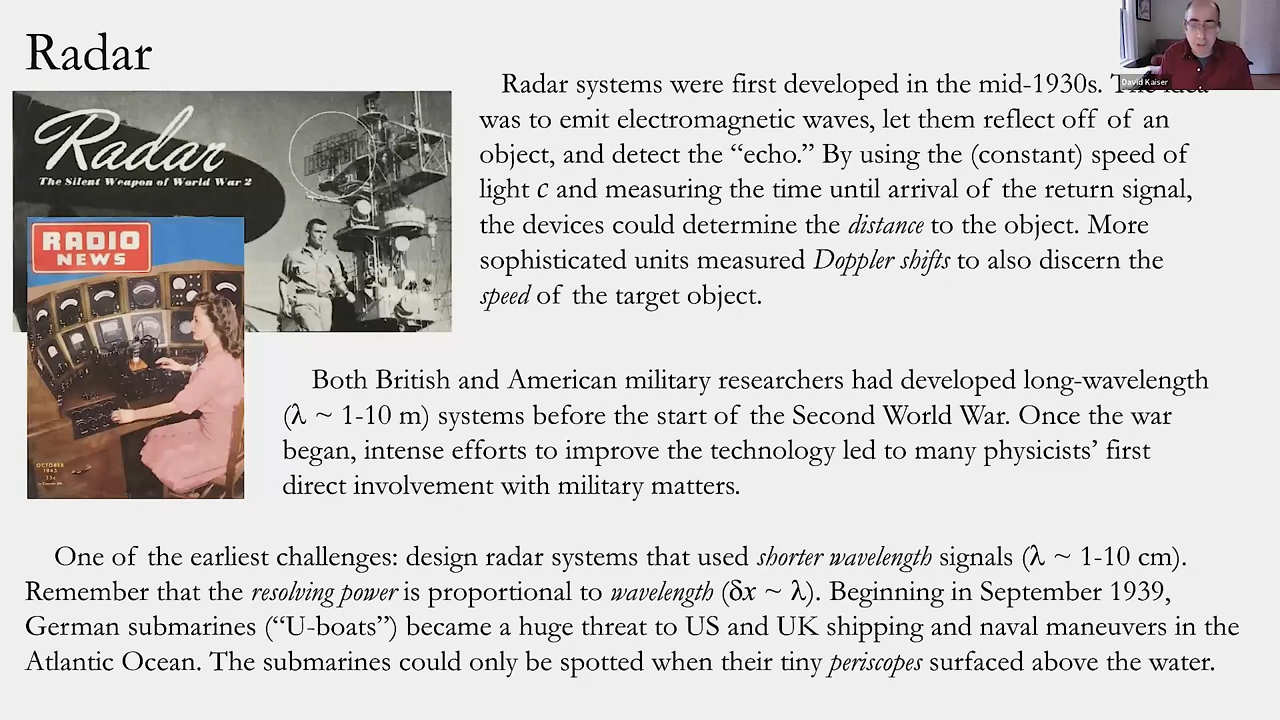 Radar
David Kaiser
Radar systems were first developed in the mid-1930s. The idea
was to emit electromagnetic waves, let them reflect off of an
object, and detect the “echo.” By using the (constant) speed of
light c and measuring the time until arrival of the return signal,
the devices could determine the distance to the object. More
sophisticated units measured Doppler shifts to also discern the
speed of the target object.
Radar
The Silent Weapon of World War 2
RADIO
NEWS
OCTOBER
1942
35c
Both British and American military researchers had developed long-wavelength
(λ ~ 1-10 m) systems before the start of the Second World War. Once the war
began, intense efforts to improve the technology led to many physicists’ first
direct involvement with military matters.
One of the earliest challenges: design radar systems that used shorter wavelength signals (λ ~ 1-10 cm).
Remember that the resolving power is proportional to wavelength (δx ~ λ). Beginning in September 1939,
German submarines (“U-boats”) became a huge threat to US and UK shipping and naval maneuvers in the
Atlantic Ocean. The submarines could only be spotted when their tiny periscopes surfaced above the water.